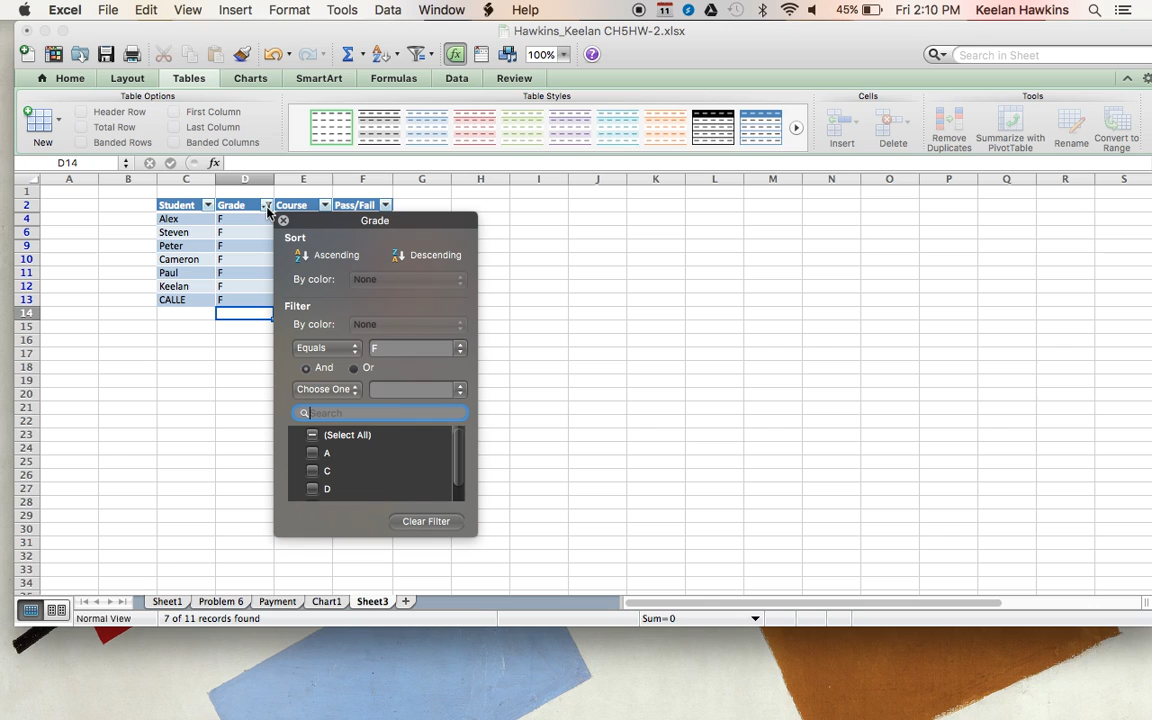 Excel File Edit View Insert Format Tools Data Window Help 11 45% Fri 2:10 PM Keelan Hawkins
Hawkins_Keelan CH5HW-2.xlsx
100% Search in Sheet
Home Layout Tables Charts SmartArt Formulas Data Review
Table Options Table Styles Cells Tools
Header Row First Column
Total Row Last Column
New Banded Rows Banded Columns Insert Delete Remove Duplicates Summarize with PivotTable Rename Convert to Range
D14 fx
A B C D E F G H I J K L M N O P Q R S
1
2 Student Grade Course Pass/Fail
4 Alex F
6 Steven F
9 Peter F
10 Cameron F
11 Paul F
12 Keelan F
13 CALLE F
14
15
16
17
18
19
20
21
22
23
24
25
26
27
28
29
30
31
32
33
34
Grade
Sort
Ascending Descending
By color: None
Filter
By color: None
Equals F
And Or
Choose One
Search
(Select All)
A
C
D
Clear Filter
Sheet1 Problem 6 Payment Chart1 Sheet3 +
Normal View 7 of 11 records found Sum=0